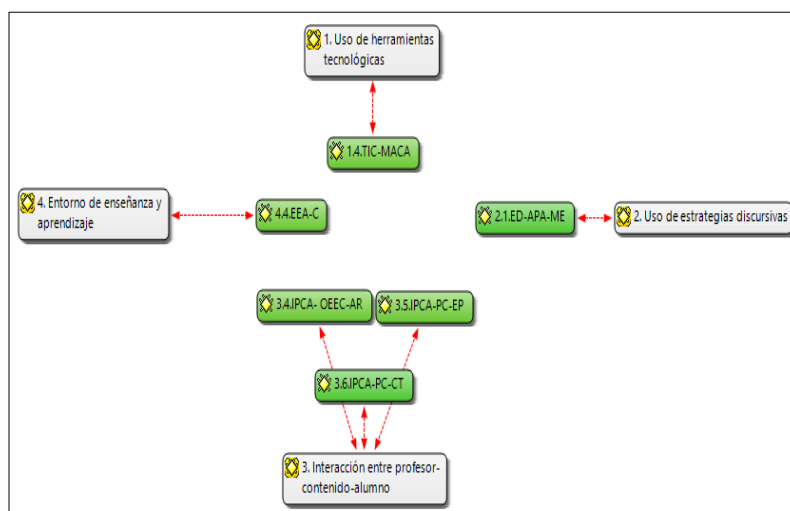 1. Uso de herramientas
tecnológicas
1.4.TIC-MACA
4. Entorno de enseñanza y
aprendizaje
4.4.EEA-C
2.1.ED-APA-ME
2. Uso de estrategias discursivas
3.4.IPCA- OEEC-AR
3.5.IPCA-PC-EP
3.6.IPCA-PC-CT
3. Interacción entre profesor-
contenido-alumno